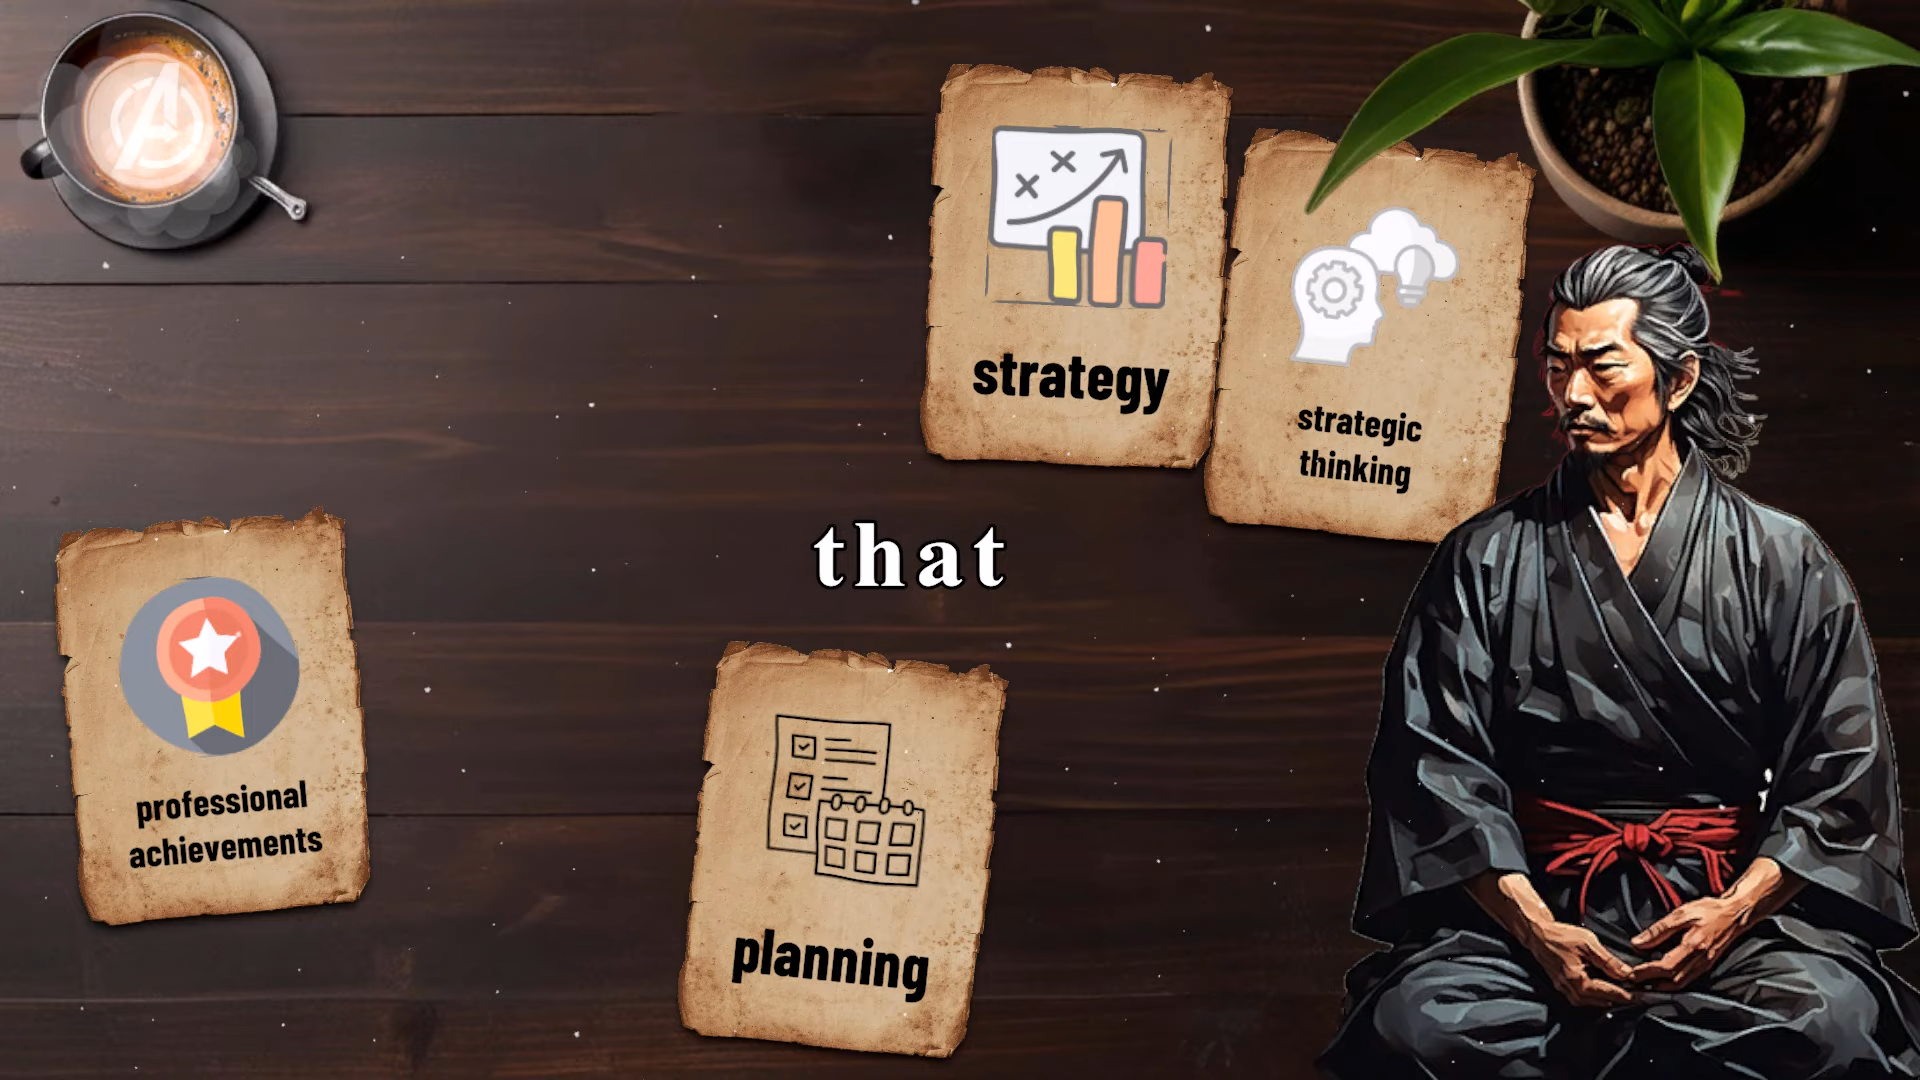 strategy
strategic
thinking
that
professional
achievements
planning